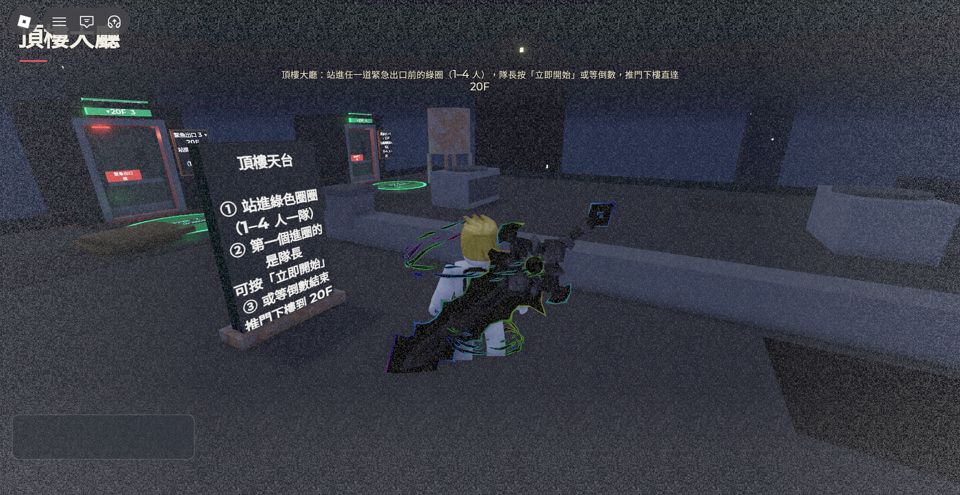 頂樓大廳
頂樓大廳：站進任一道緊急出口前的綠圈（1–4 人），隊長按「立即開始」或等倒數，推門下樓直達
20F
緊急出口 3
頂樓天台
① 站進綠色圈圈
（1–4 人一隊）
② 第一個進圈的
是隊長
可按「立即開始」
③ 或等倒數結束
推門下樓到 20F